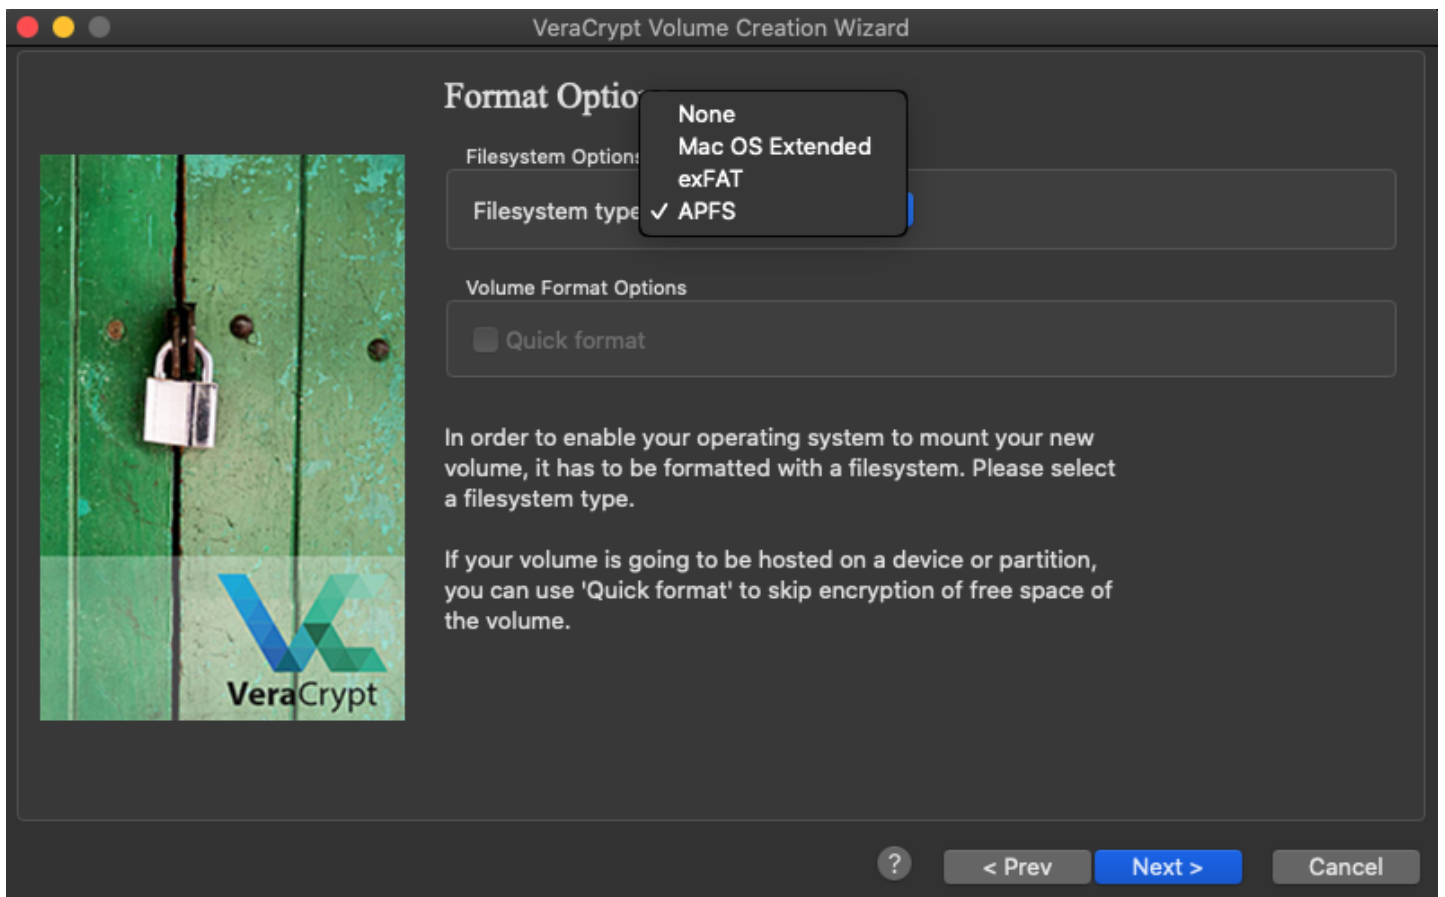 VeraCrypt Volume Creation Wizard
Format Optio
None
Mac OS Extended
exFAT
✓ APFS
Filesystem Options
Filesystem type
Volume Format Options
Quick format
In order to enable your operating system to mount your new
volume, it has to be formatted with a filesystem. Please select
a filesystem type.
If your volume is going to be hosted on a device or partition,
you can use 'Quick format' to skip encryption of free space of
the volume.
VeraCrypt
?
< Prev
Next >
Cancel